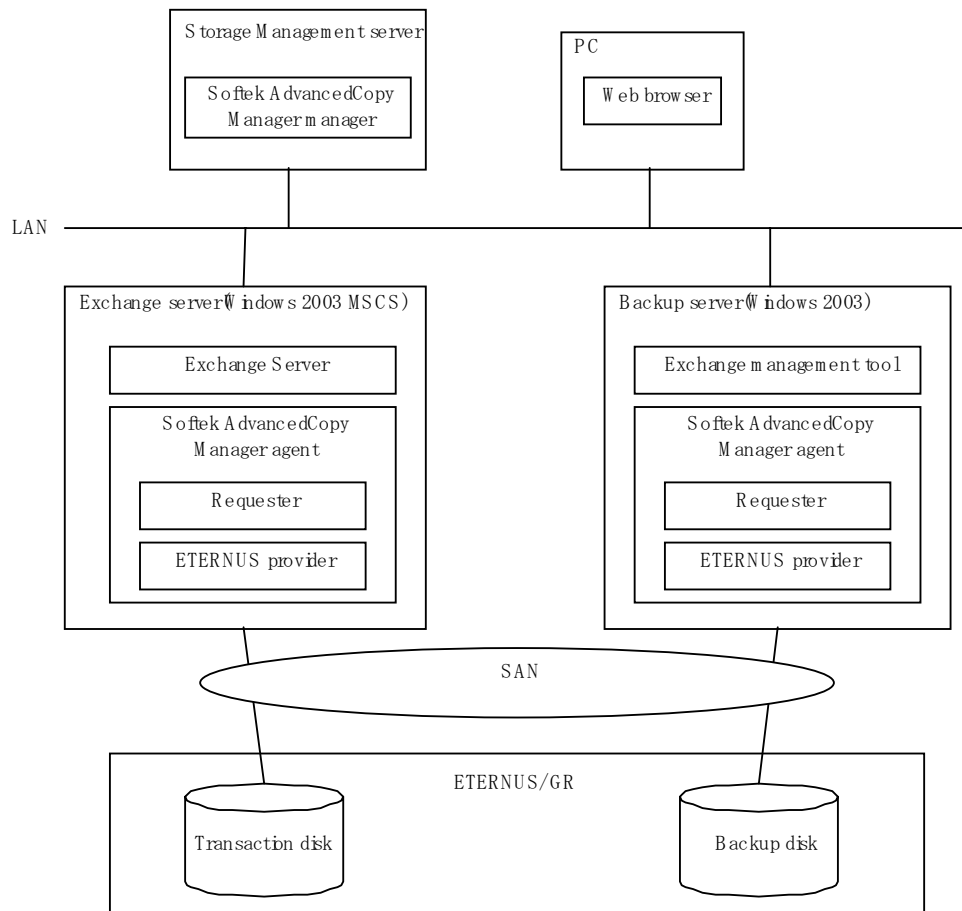 Storage Management server
Softek AdvancedCopy
Manager manager
PC
Web browser
LAN
Exchange server(Windows 2003 MSCS)
Exchange Server
Softek AdvancedCopy
Manager agent
Requester
ETERNUS provider
Backup server(Windows 2003)
Exchange management tool
Softek AdvancedCopy
Manager agent
Requester
ETERNUS provider
SAN
ETERNUS/GR
Transaction disk
Backup disk